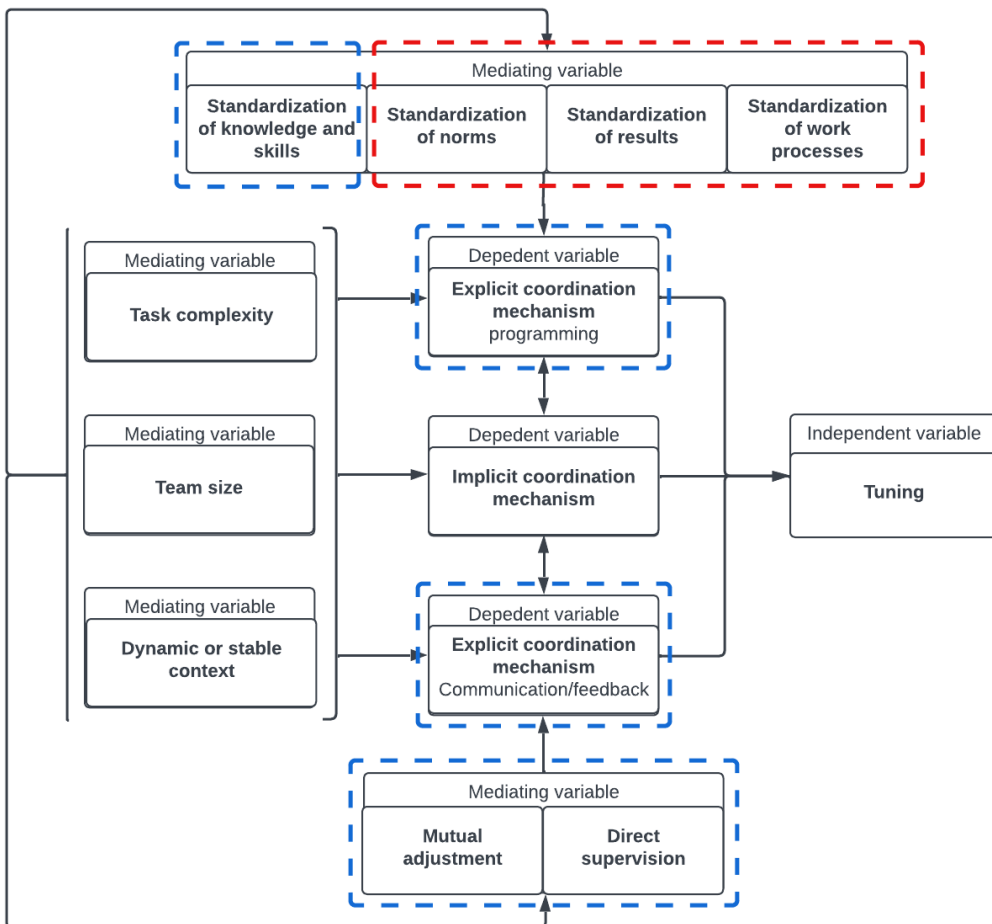 Mediating variable
Standardization
of knowledge and
skills
Standardization
of norms
Standardization
of results
Standardization
of work
processes
Mediating variable
Task complexity
Depedent variable
Explicit coordination
mechanism
programming
Mediating variable
Team size
Depedent variable
Implicit coordination
mechanism
Independent variable
Tuning
Mediating variable
Dynamic or stable
context
Depedent variable
Explicit coordination
mechanism
Communication/feedback
Mediating variable
Mutual
adjustment
Direct
supervision